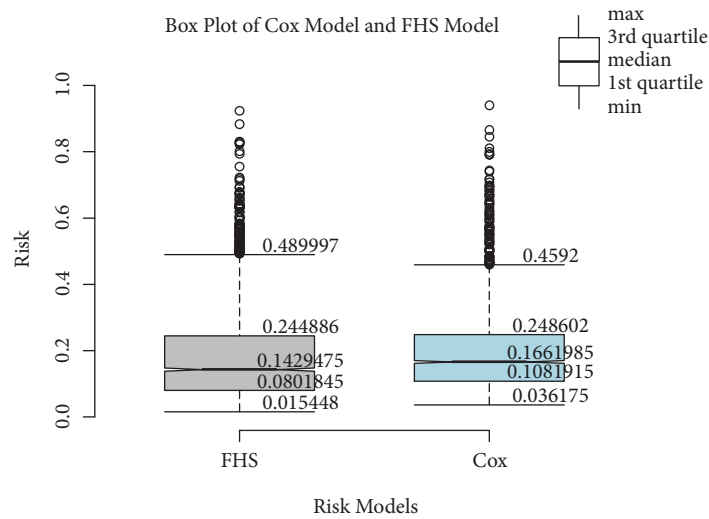 Box Plot of Cox Model and FHS Model
max
3rd quartile
median
1st quartile
min
Risk
1.0
0.8
0.6
0.4
0.2
0.0
0.489997
0.244886
0.1429475
0.0801845
0.015448
0.4592
0.248602
0.1661985
0.1081915
0.036175
FHS
Cox
Risk Models